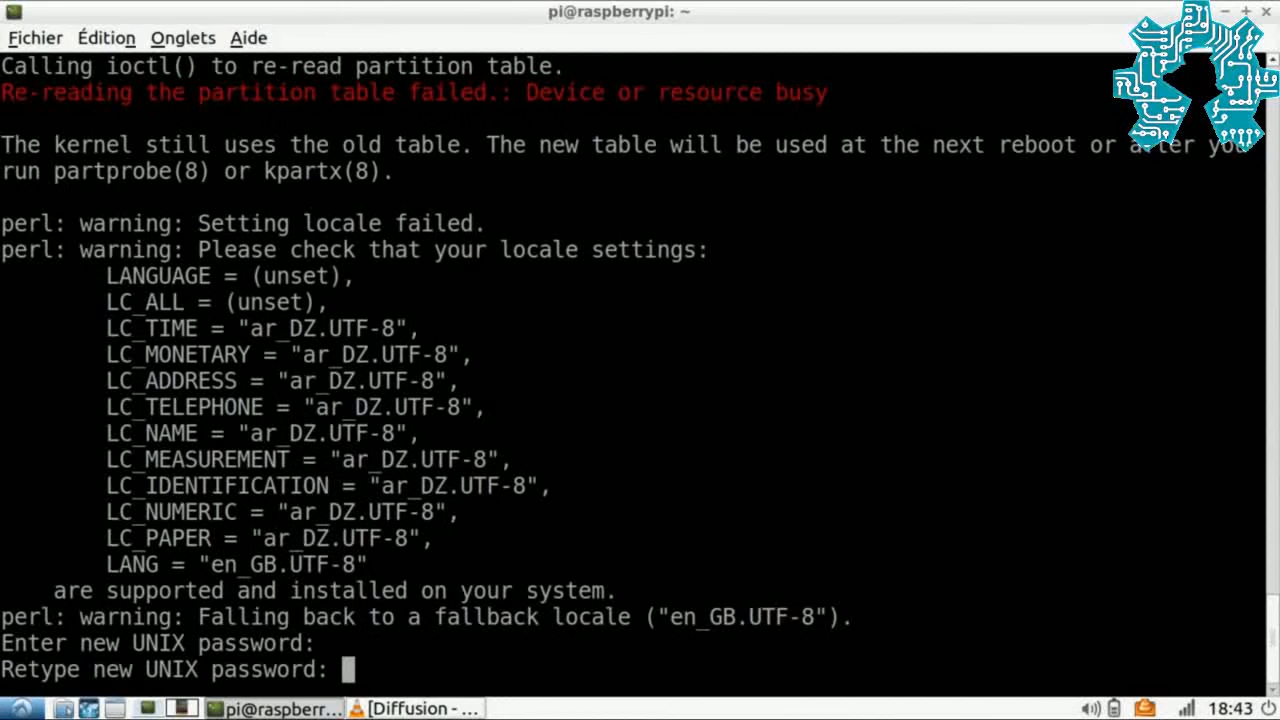 pi@raspberrypi: ~
Fichier Édition Onglets Aide
Calling ioctl() to re-read partition table.
Re-reading the partition table failed.: Device or resource busy
The kernel still uses the old table. The new table will be used at the next reboot or after you
run partprobe(8) or kpartx(8).
perl: warning: Setting locale failed.
perl: warning: Please check that your locale settings:
LANGUAGE = (unset),
LC_ALL = (unset),
LC_TIME = "ar_DZ.UTF-8",
LC_MONETARY = "ar_DZ.UTF-8",
LC_ADDRESS = "ar_DZ.UTF-8",
LC_TELEPHONE = "ar_DZ.UTF-8",
LC_NAME = "ar_DZ.UTF-8",
LC_MEASUREMENT = "ar_DZ.UTF-8",
LC_IDENTIFICATION = "ar_DZ.UTF-8",
LC_NUMERIC = "ar_DZ.UTF-8",
LC_PAPER = "ar_DZ.UTF-8",
LANG = "en_GB.UTF-8"
are supported and installed on your system.
perl: warning: Falling back to a fallback locale ("en_GB.UTF-8").
Enter new UNIX password:
Retype new UNIX password:
pi@raspberr... [Diffusion - ... 18:43